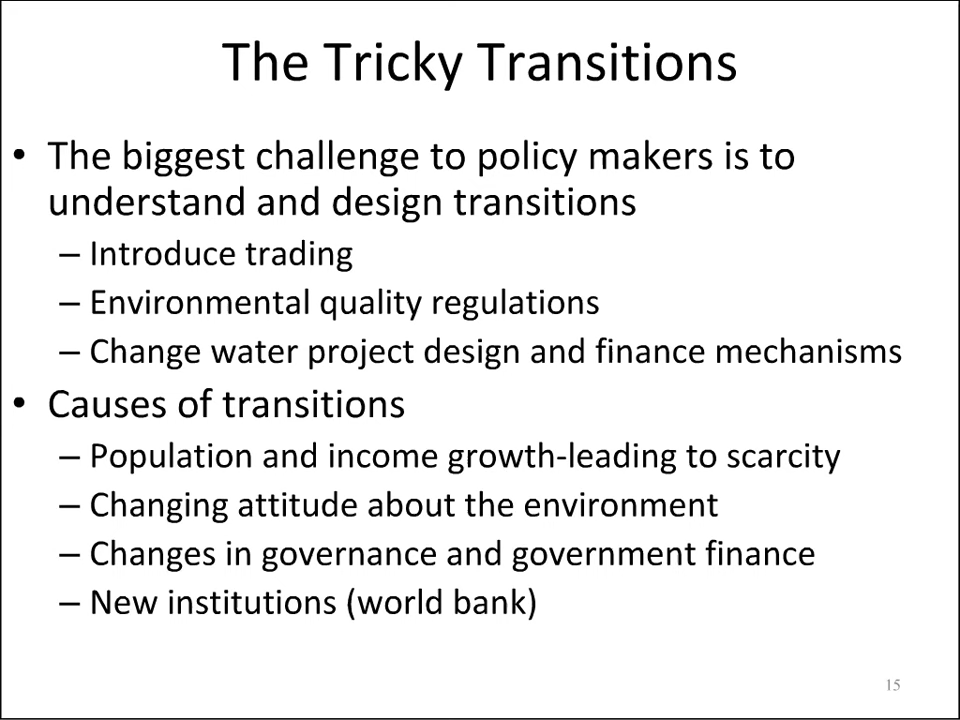 The Tricky Transitions
• The biggest challenge to policy makers is to
understand and design transitions
– Introduce trading
– Environmental quality regulations
– Change water project design and finance mechanisms
• Causes of transitions
– Population and income growth-leading to scarcity
– Changing attitude about the environment
– Changes in governance and government finance
– New institutions (world bank)
15